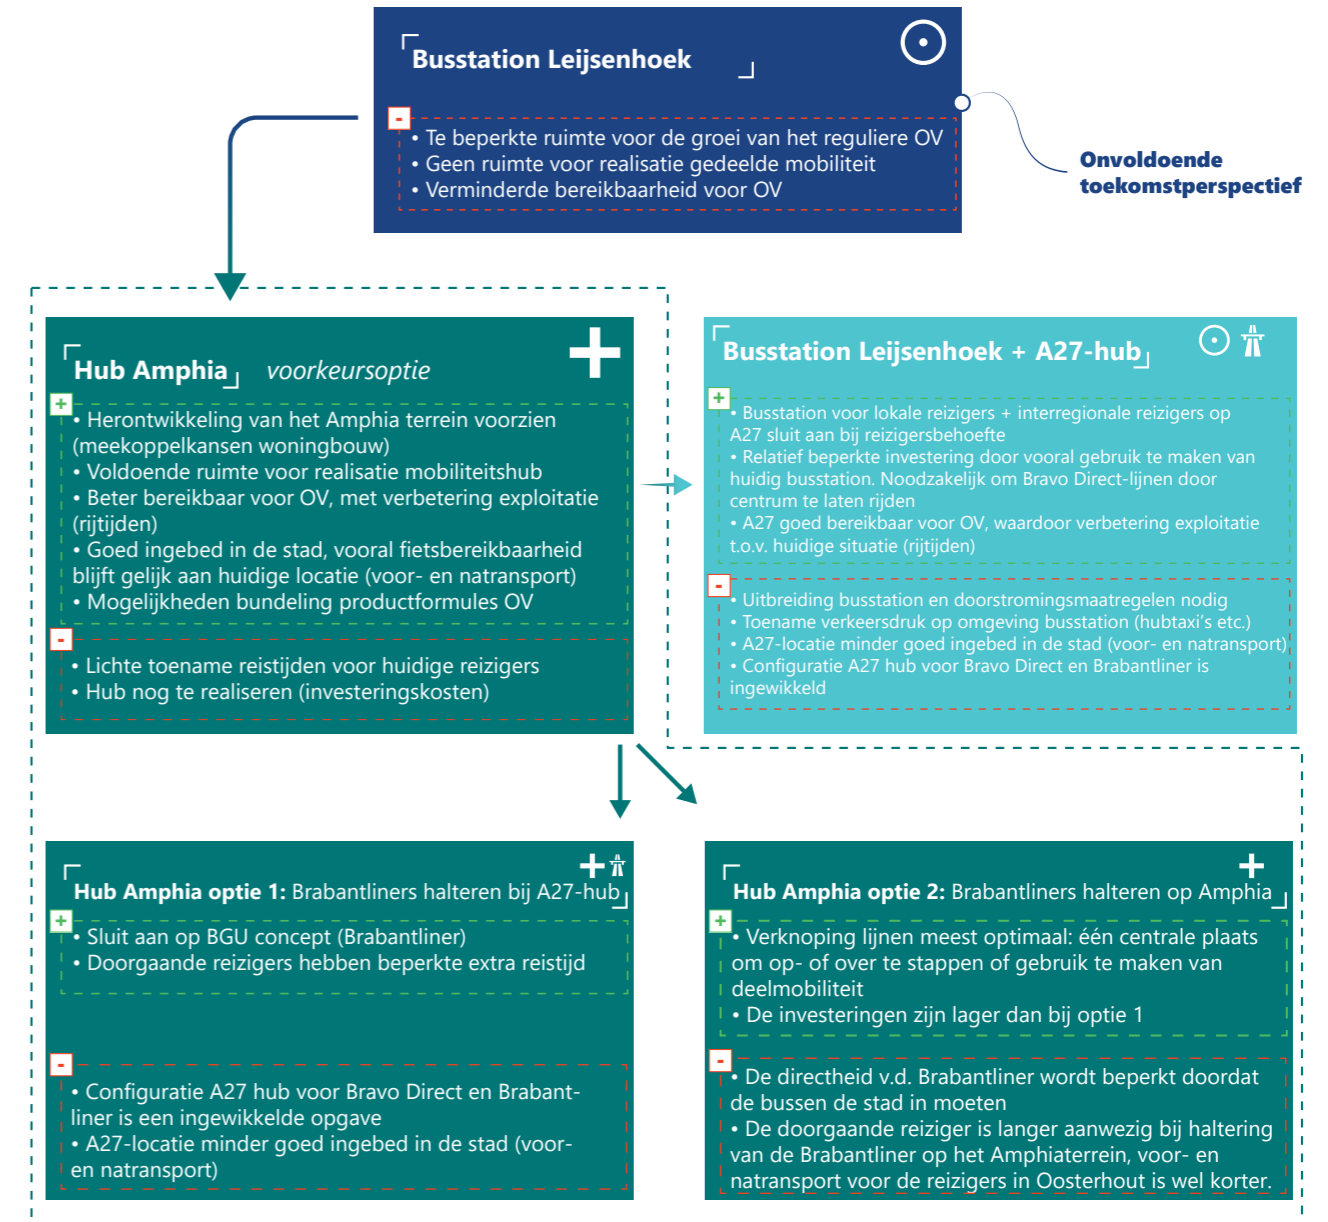 Busstation Leijsenhoek
-
• Te beperkte ruimte voor de groei van het reguliere OV
• Geen ruimte voor realisatie gedeelde mobiliteit
• Verminderde bereikbaarheid voor OV
Onvoldoende
toekomstperspectief
Hub Amphia voorkeursoptie
+
• Herontwikkeling van het Amphia terrein voorzien
(meekoppelkansen woningbouw)
• Voldoende ruimte voor realisatie mobiliteitshub
• Beter bereikbaar voor OV, met verbetering exploitatie
(rijtijden)
• Goed ingebed in de stad, vooral fietsbereikbaarheid
blijft gelijk aan huidige locatie (voor- en natransport)
• Mogelijkheden bundeling productformules OV
-
• Lichte toename reistijden voor huidige reizigers
• Hub nog te realiseren (investeringskosten)
Busstation Leijsenhoek + A27-hub
+
• Busstation voor lokale reizigers + interregionale reizigers op
A27 sluit aan bij reizigersbehoefte
• Relatief beperkte investering door vooral gebruik te maken van
huidig busstation. Noodzakelijk om Bravo Direct-lijnen door
centrum te laten rijden
• A27 goed bereikbaar voor OV, waardoor verbetering exploitatie
t.o.v. huidige situatie (rijtijden)
-
• Uitbreiding busstation en doorstromingsmaatregelen nodig
• Toename verkeersdruk op omgeving busstation (hubtaxi's etc.)
• A27-locatie minder goed ingebed in de stad (voor- en natransport)
• Configuratie A27 hub voor Bravo Direct en Brabantliner is
ingewikkeld
Hub Amphia optie 1: Brabantliners halteren bij A27-hub
+
• Sluit aan op BGU concept (Brabantliner)
• Doorgaande reizigers hebben beperkte extra reistijd
-
• Configuratie A27 hub voor Bravo Direct en Brabant-
liner is een ingewikkelde opgave
• A27-locatie minder goed ingebed in de stad (voor-
en natransport)
Hub Amphia optie 2: Brabantliners halteren op Amphia
+
• Verknoping lijnen meest optimaal: één centrale plaats
om op- of over te stappen of gebruik te maken van
deelmobiliteit
• De investeringen zijn lager dan bij optie 1
-
• De directheid v.d. Brabantliner wordt beperkt doordat
de bussen de stad in moeten
• De doorgaande reiziger is langer aanwezig bij haltering
van de Brabantliner op het Amphiaterrein, voor- en
natransport voor de reizigers in Oosterhout is wel korter.